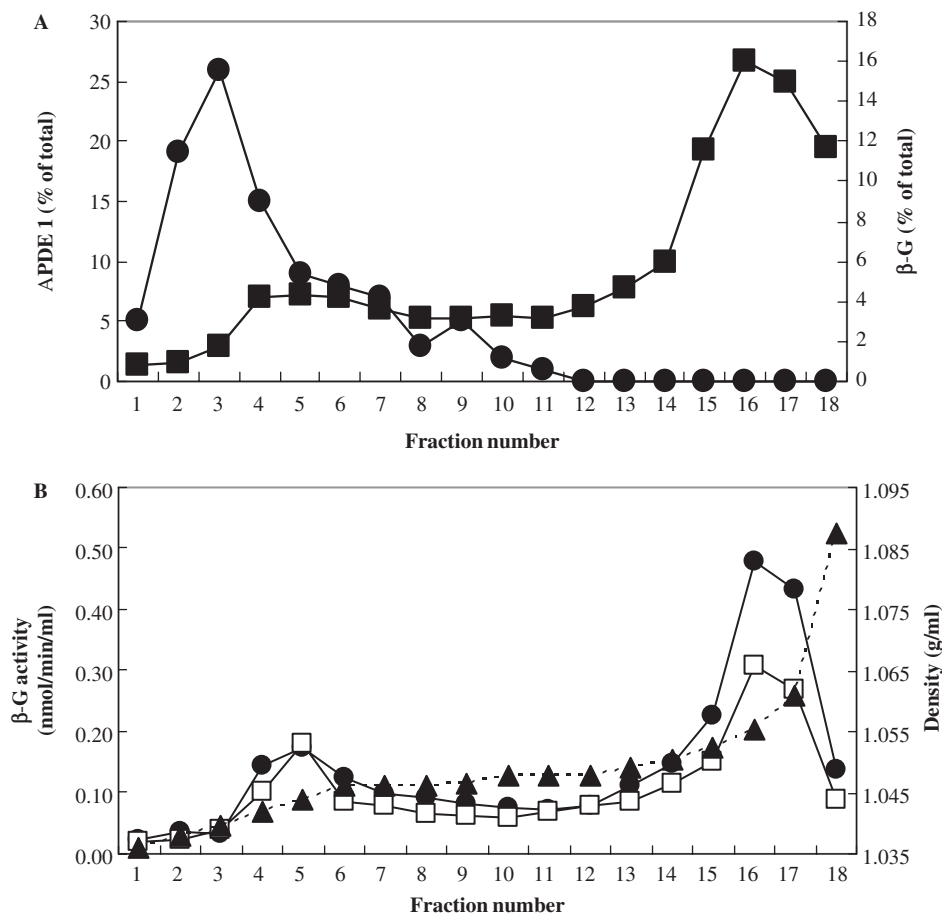 A
APDE 1 (% of total)
30
25
20
15
10
5
0
18
16
14
12
10
8
6
4
2
0
β-G (% of total)
1 2 3 4 5 6 7 8 9 10 11 12 13 14 15 16 17 18
Fraction number
B
β-G activity
(nmol/min/ml)
0.60
0.50
0.40
0.30
0.20
0.10
0.00
1.095
1.085
1.075
1.065
1.055
1.045
1.035
Density (g/ml)
1 2 3 4 5 6 7 8 9 10 11 12 13 14 15 16 17 18
Fraction number